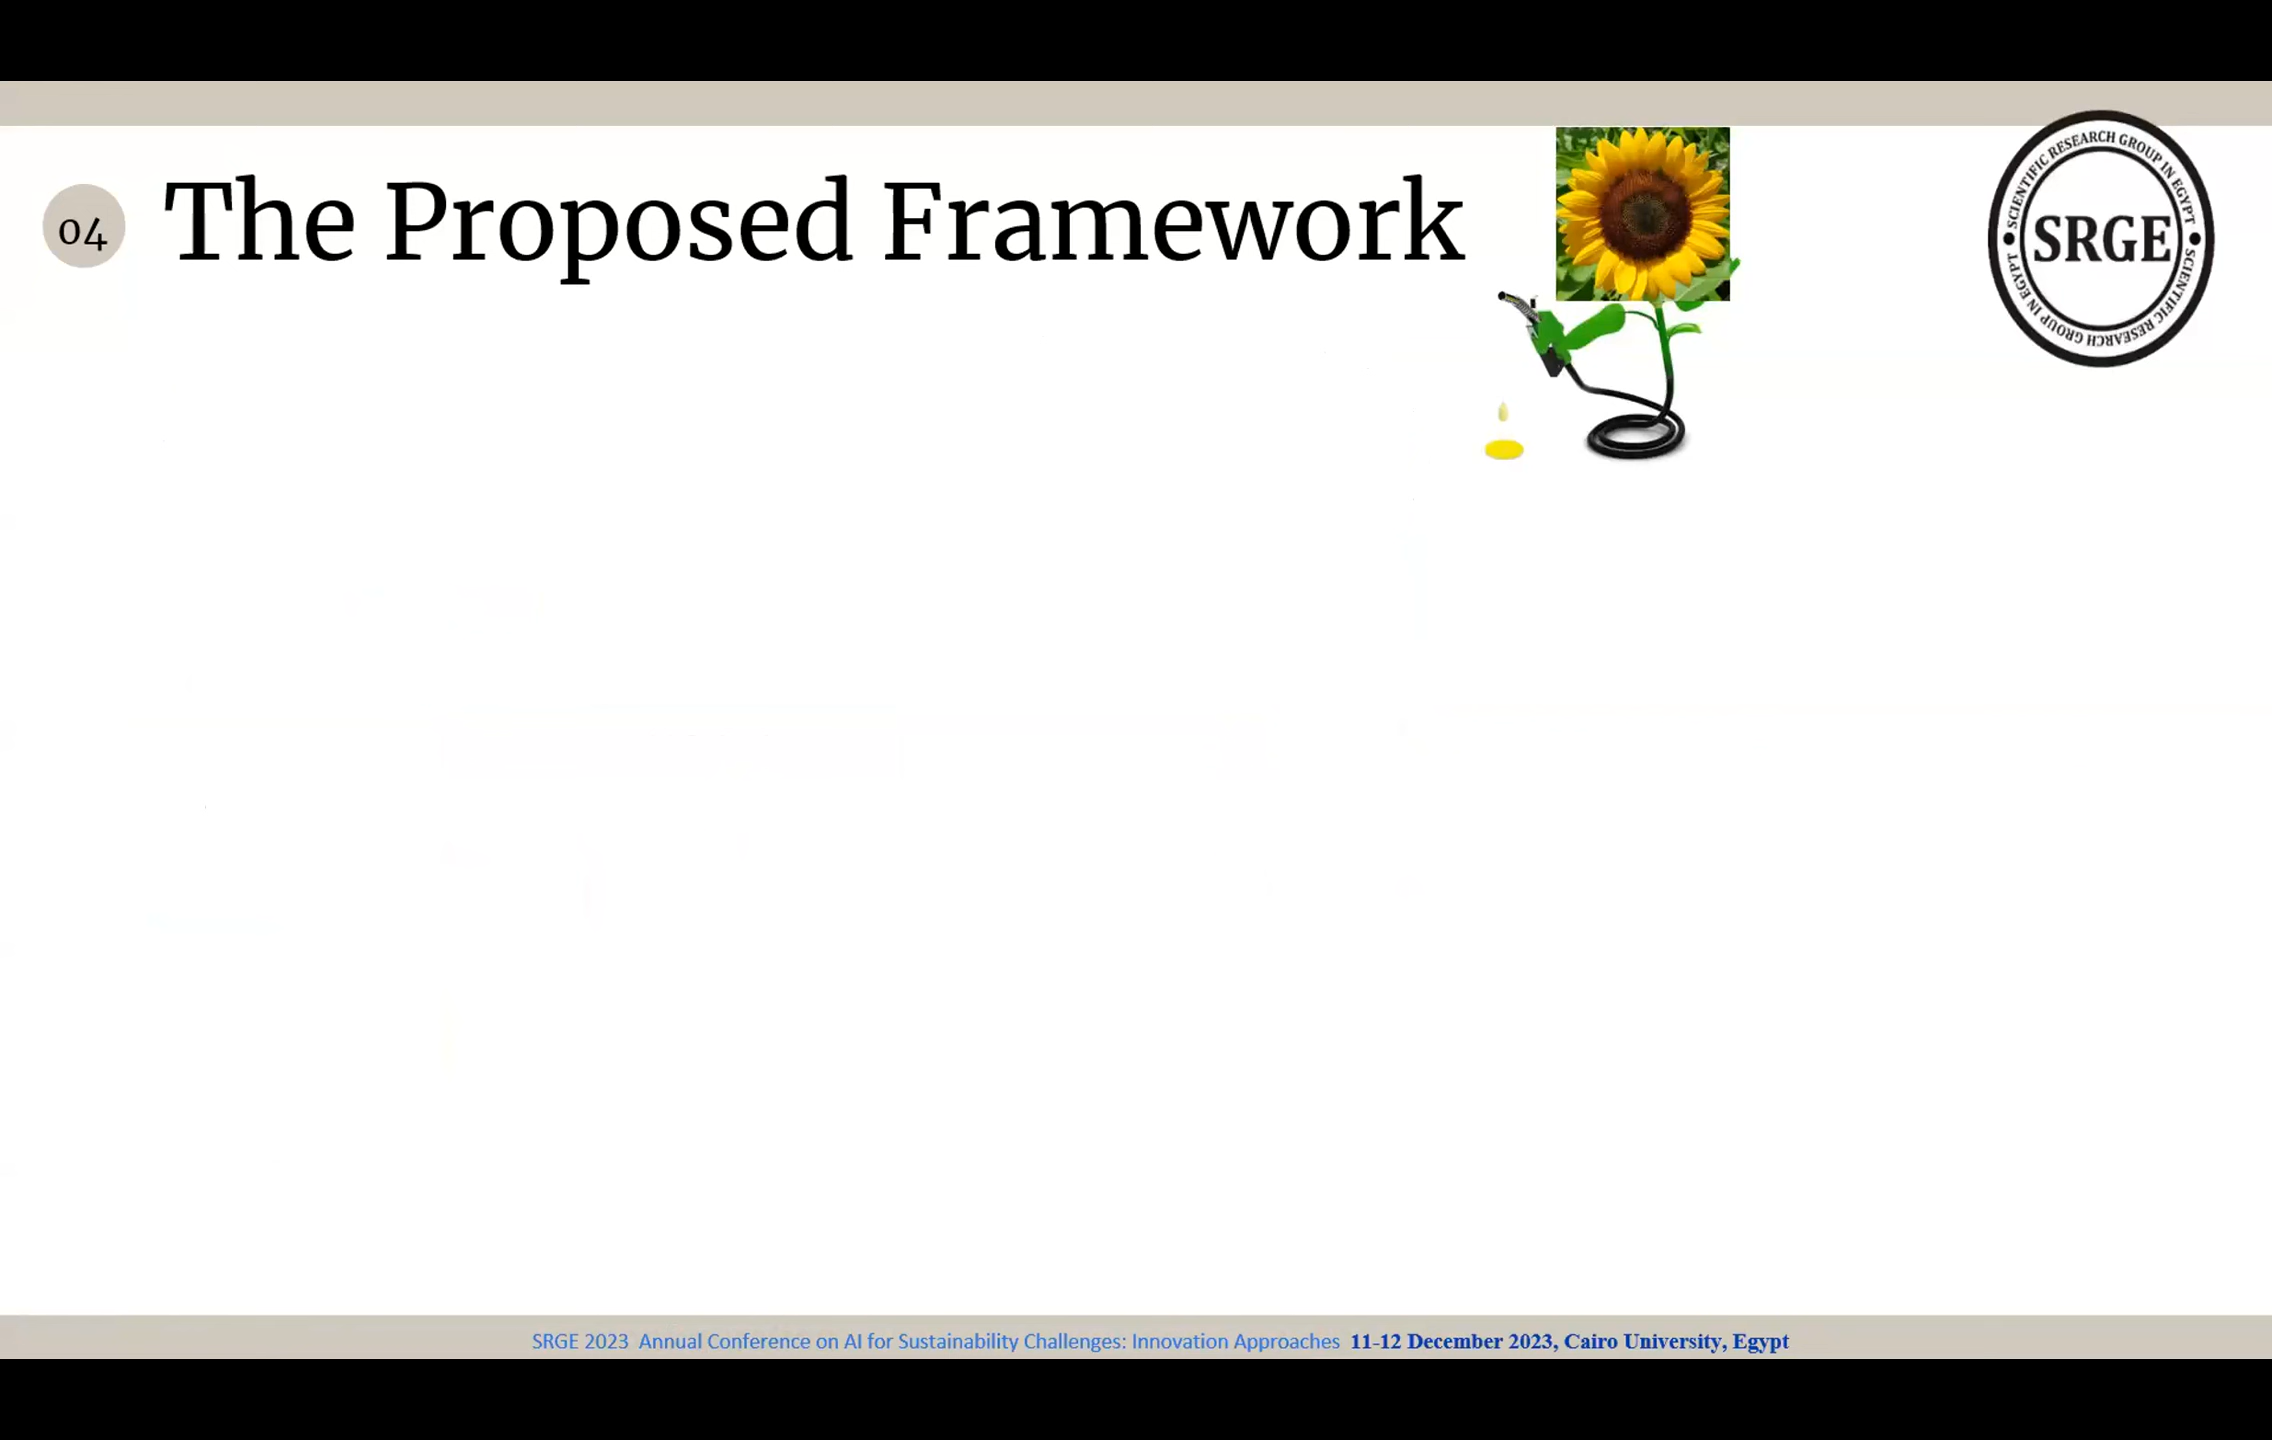 04 The Proposed Framework
SCIENTIFIC RESEARCH GROUP IN EGYPT
SRGE
SCIENTIFIC RESEARCH GROUP IN EGYPT
SRGE 2023 Annual Conference on AI for Sustainability Challenges: Innovation Approaches 11-12 December 2023, Cairo University, Egypt